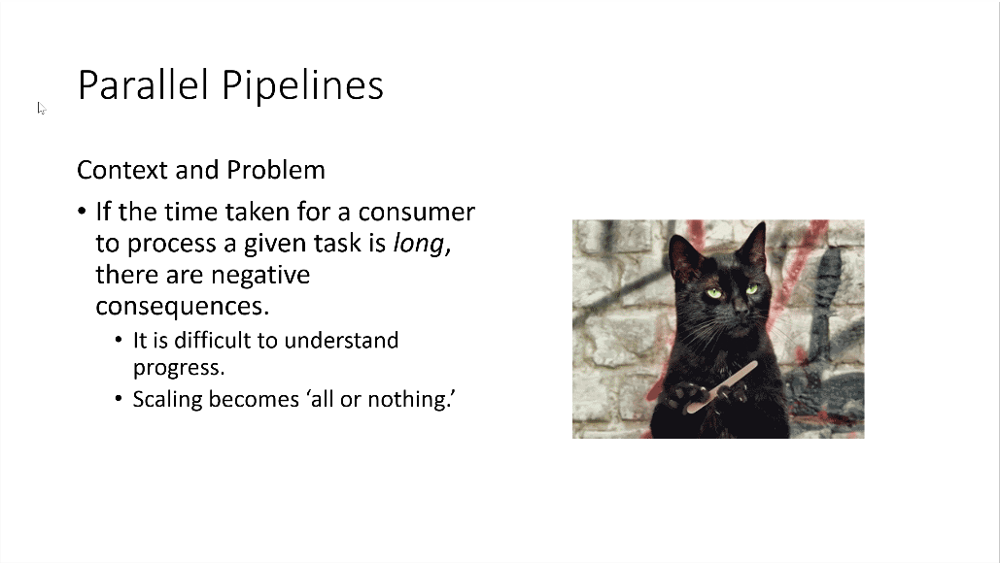 Parallel Pipelines
Context and Problem
• If the time taken for a consumer
to process a given task is long,
there are negative
consequences.
• It is difficult to understand
progress.
• Scaling becomes ‘all or nothing.’